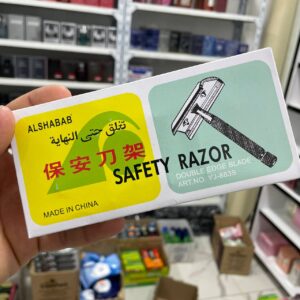 ALSHABAB
تتألق حتى النهاية
保安刀架
SAFETY RAZOR
DOUBLE EDGE BLADE
ART.NO YJ-8839
MADE IN CHINA